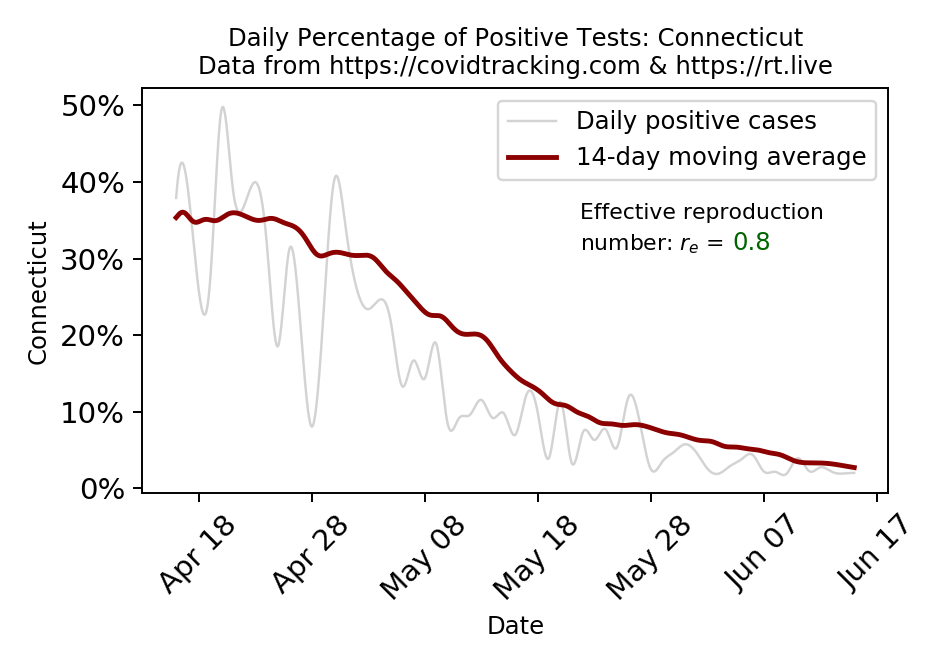 Daily Percentage of Positive Tests: Connecticut
Data from https://covidtracking.com & https://rt.live
50%
40%
30%
20%
10%
0%
Connecticut
Daily positive cases
14-day moving average
Effective reproduction
number: re = 0.8
Apr 18
Apr 28
May 08
May 18
May 28
Jun 07
Jun 17
Date